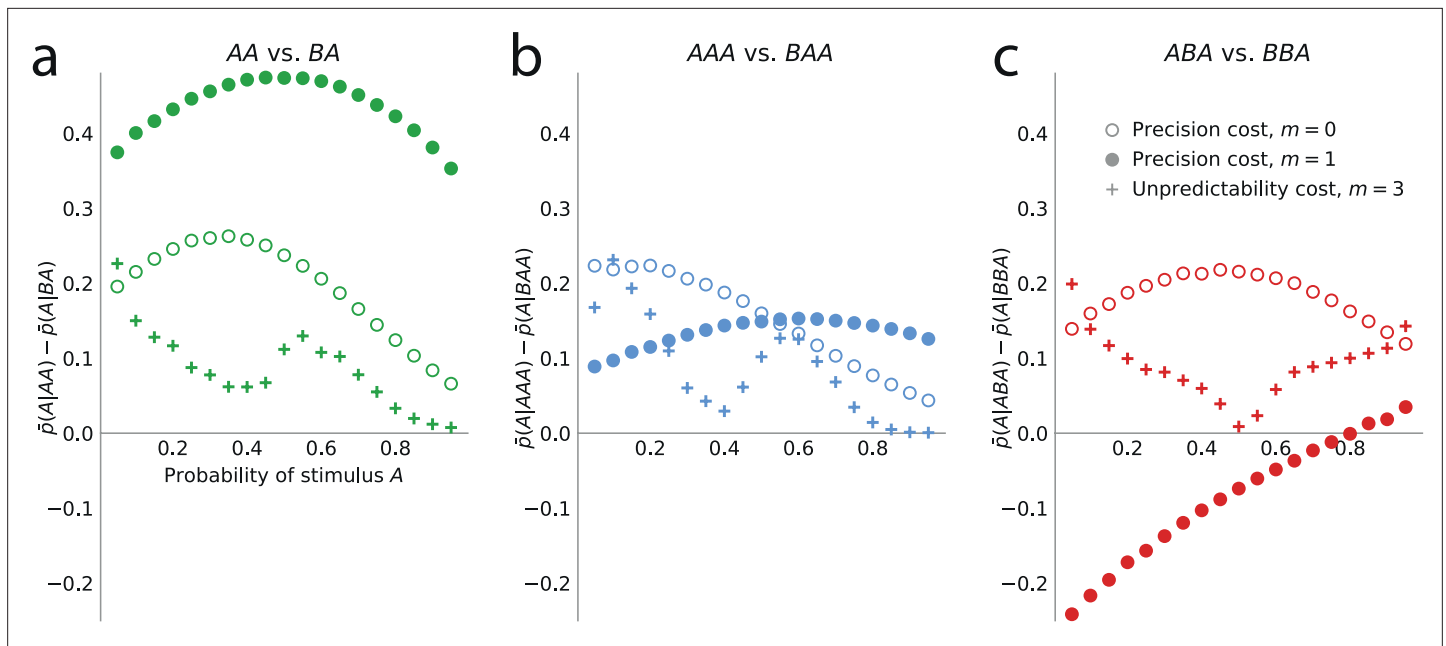 a
AA vs. BA
p̄(A|AA) − p̄(A|BA)
0.4
0.3
0.2
0.1
0.0
−0.1
−0.2
0.2 0.4 0.6 0.8
Probability of stimulus A
b
AAA vs. BAA
p̄(A|AAA) − p̄(A|BAA)
0.4
0.3
0.2
0.1
0.0
−0.1
−0.2
0.2 0.4 0.6 0.8
c
ABA vs. BBA
p̄(A|ABA) − p̄(A|BBA)
0.4
0.3
0.2
0.1
0.0
−0.1
−0.2
0.2 0.4 0.6 0.8
Precision cost, m = 0
Precision cost, m = 1
Unpredictability cost, m = 3